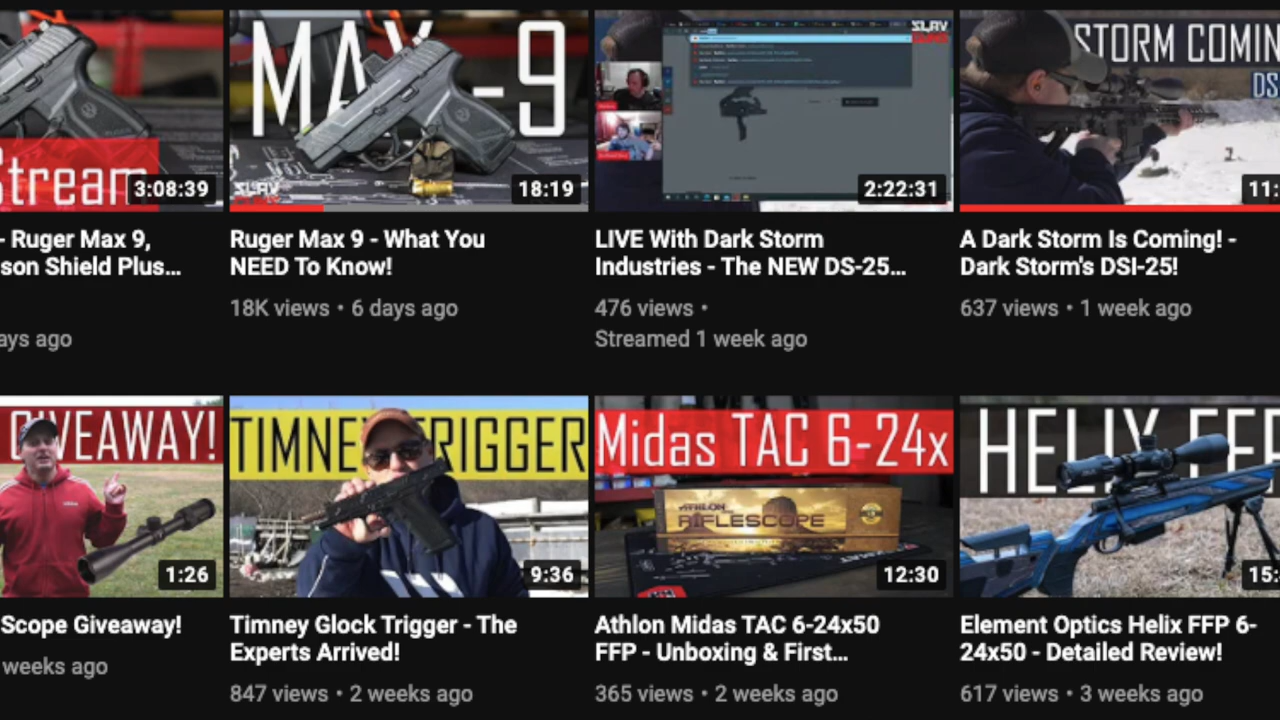 Stream
3:08:39
MAX-9
SLAV
18:19
SLAV
2:22:31
STORM COMIN
DS
11:
- Ruger Max 9,
son Shield Plus...
ays ago
Ruger Max 9 - What You
NEED To Know!
18K views • 6 days ago
LIVE With Dark Storm
Industries - The NEW DS-25...
476 views •
Streamed 1 week ago
A Dark Storm Is Coming! -
Dark Storm's DSI-25!
637 views • 1 week ago
GIVEAWAY!
1:26
TIMNEY TRIGGER
9:36
Midas TAC 6-24x
ATHLON
RIFLESCOPE
12:30
HELIX FFP
15:
Scope Giveaway!
weeks ago
Timney Glock Trigger - The
Experts Arrived!
847 views • 2 weeks ago
Athlon Midas TAC 6-24x50
FFP - Unboxing & First...
365 views • 2 weeks ago
Element Optics Helix FFP 6-
24x50 - Detailed Review!
617 views • 3 weeks ago